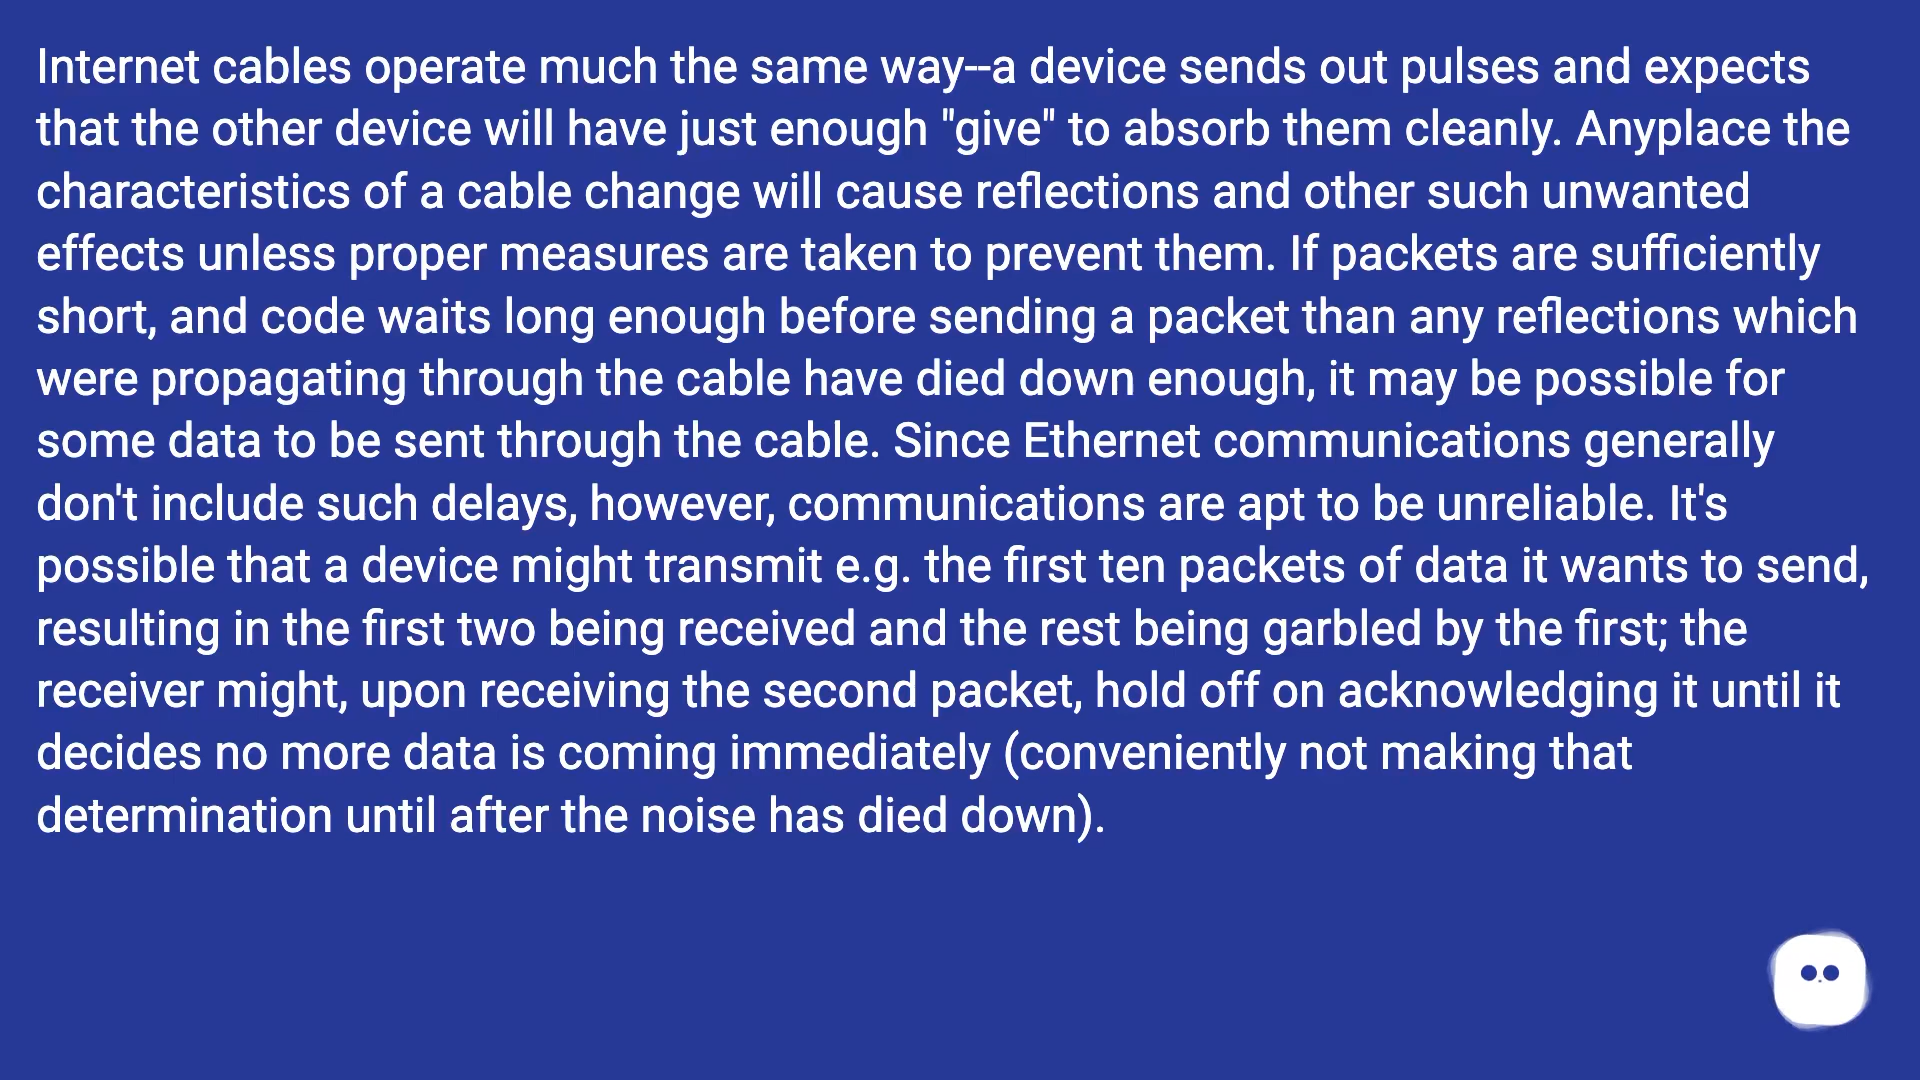 Internet cables operate much the same way--a device sends out pulses and expects
that the other device will have just enough "give" to absorb them cleanly. Anyplace the
characteristics of a cable change will cause reflections and other such unwanted
effects unless proper measures are taken to prevent them. If packets are sufficiently
short, and code waits long enough before sending a packet than any reflections which
were propagating through the cable have died down enough, it may be possible for
some data to be sent through the cable. Since Ethernet communications generally
don't include such delays, however, communications are apt to be unreliable. It's
possible that a device might transmit e.g. the first ten packets of data it wants to send,
resulting in the first two being received and the rest being garbled by the first; the
receiver might, upon receiving the second packet, hold off on acknowledging it until it
decides no more data is coming immediately (conveniently not making that
determination until after the noise has died down).